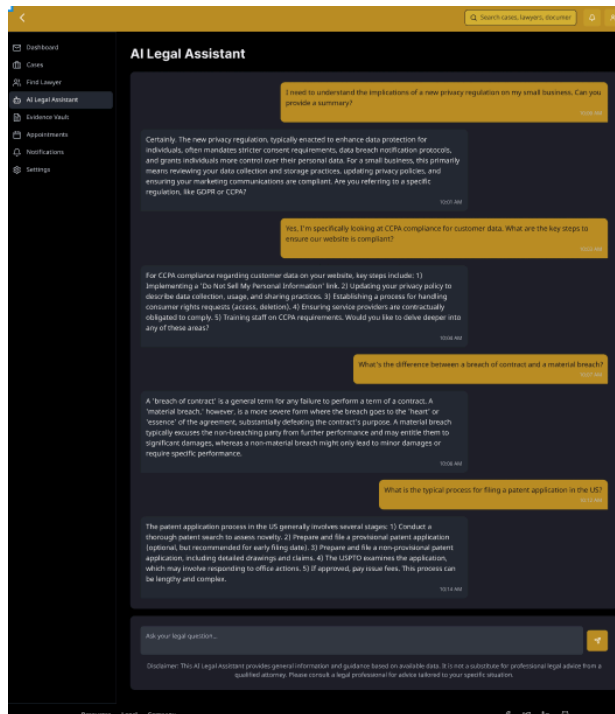 Search cases, lawyers, documer
Dashboard
Cases
Find Lawyer
AI Legal Assistant
Evidence Vault
Appointments
Notifications
Settings
AI Legal Assistant
I need to understand the implications of a new privacy regulation on my small business. Can you
provide a summary?
Certainly. The new privacy regulation, typically enacted to enhance data protection for
individuals, often mandates stricter consent requirements, data breach notification protocols,
and grants individuals more control over their personal data. For a small business, this primarily
means reviewing your data collection and storage practices, updating privacy policies, and
ensuring your marketing communications are compliant. Are you referring to a specific
regulation, like GDPR or CCPA?
10:01 AM
Yes, I'm specifically looking at CCPA compliance for customer data. What are the key steps to
ensure our website is compliant?
For CCPA compliance regarding customer data on your website, key steps include: 1)
Implementing a 'Do Not Sell My Personal Information' link. 2) Updating your privacy policy to
describe data collection, usage, and sharing practices. 3) Establishing a process for handling
consumer rights requests (access, deletion). 4) Ensuring service providers are contractually
obligated to comply. 5) Training staff on CCPA requirements. Would you like to delve deeper into
any of these areas?
What's the difference between a breach of contract and a material breach?
A 'breach of contract' is a general term for any failure to perform a term of a contract. A
'material breach,' however, is a more severe form where the breach goes to the 'heart' or
'essence' of the agreement, substantially defeating the contract's purpose. A material breach
typically excuses the non-breaching party from further performance and may entitle them to
significant damages, whereas a non-material breach might only lead to minor damages or
require specific performance.
What is the typical process for filing a patent application in the US?
The patent application process in the US generally involves several stages: 1) Conduct a
thorough patent search to assess novelty. 2) Prepare and file a provisional patent application
(optional, but recommended for early filing date). 3) Prepare and file a non-provisional patent
application, including detailed drawings and claims. 4) The USPTO examines the application,
which may involve responding to office actions. 5) If approved, pay issue fees. This process can
be lengthy and complex.
10:14 AM
Ask your legal question...
Disclaimer: This AI Legal Assistant provides general information and guidance based on available data. It is not a substitute for professional legal advice from a
qualified attorney. Please consult a legal professional for advice tailored to your specific situation.